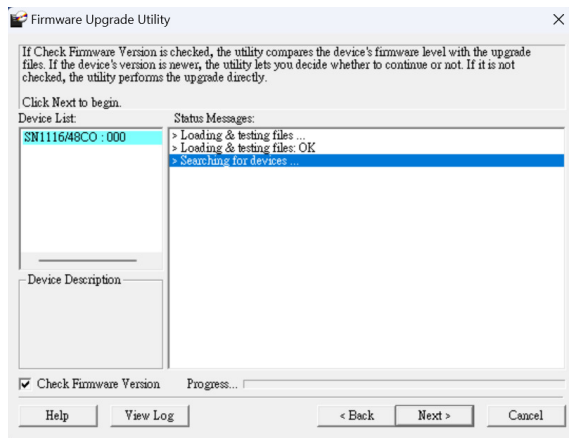 Firmware Upgrade Utility
If Check Firmware Version is checked, the utility compares the device's firmware level with the upgrade
files. If the device's version is newer, the utility lets you decide whether to continue or not. If it is not
checked, the utility performs the upgrade directly.
Click Next to begin.
Device List:
Status Messages:
SN1116/48CO : 000
> Loading & testing files ...
> Loading & testing files: OK
> Searching for devices ...
Device Description
Check Firmware Version
Progress...
Help
View Log
< Back
Next >
Cancel